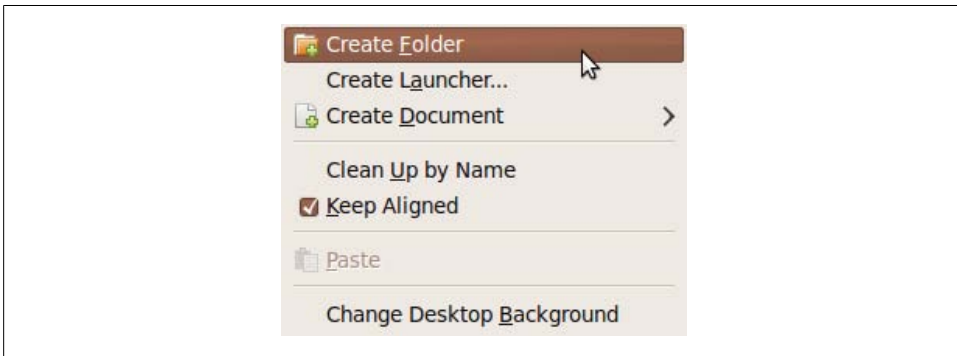 Create Folder
Create Launcher...
Create Document
Clean Up by Name
Keep Aligned
Paste
Change Desktop Background